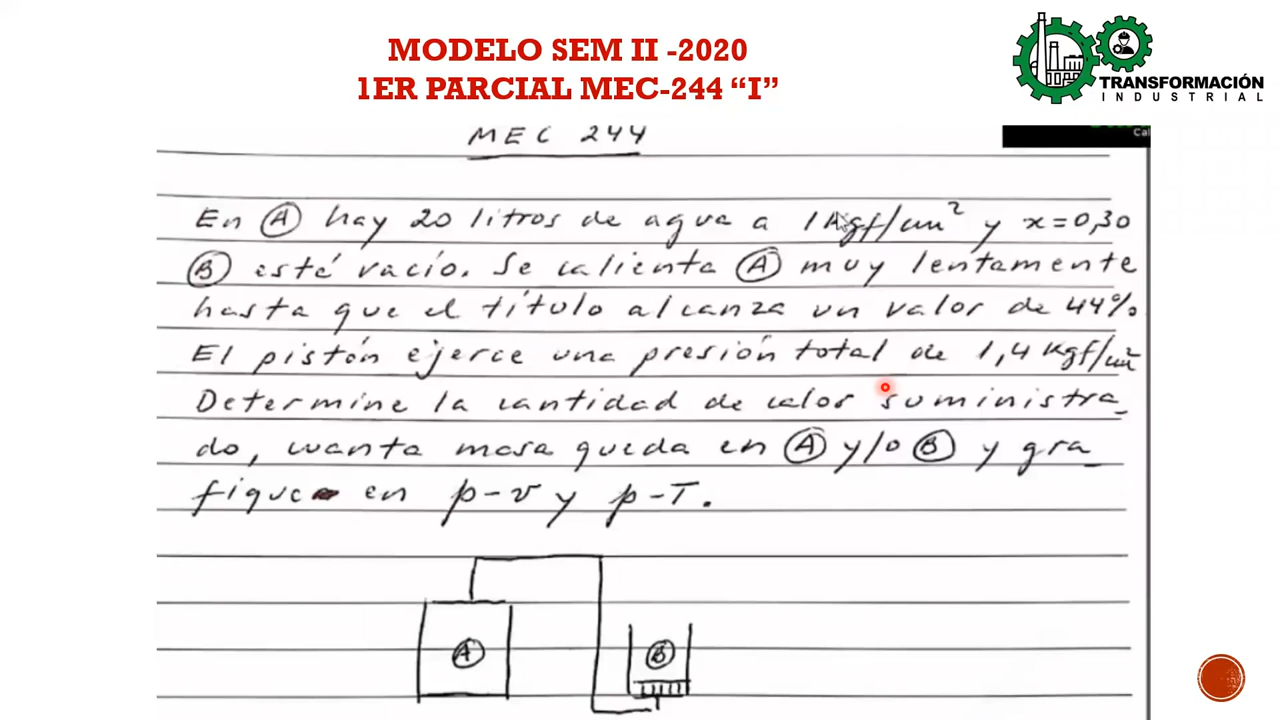 MODELO SEM II -2020
1ER PARCIAL MEC-244 “I”
TRANSFORMACIÓN
INDUSTRIAL
Cal
MEC 244
En Ⓐ hay 20 litros de agua a 1 Kgf/cm² y x=0,30
Ⓑ esté vacío. Se calienta Ⓐ muy lentamente
hasta que el título alcanza un valor de 44%
El pistón ejerce una presión total de 1,4 Kgf/cm²
Determine la cantidad de calor suministra_
do, cuanta masa queda en Ⓐ y/o Ⓑ y gra_
fique en p-v y p-T.
Ⓐ
Ⓑ